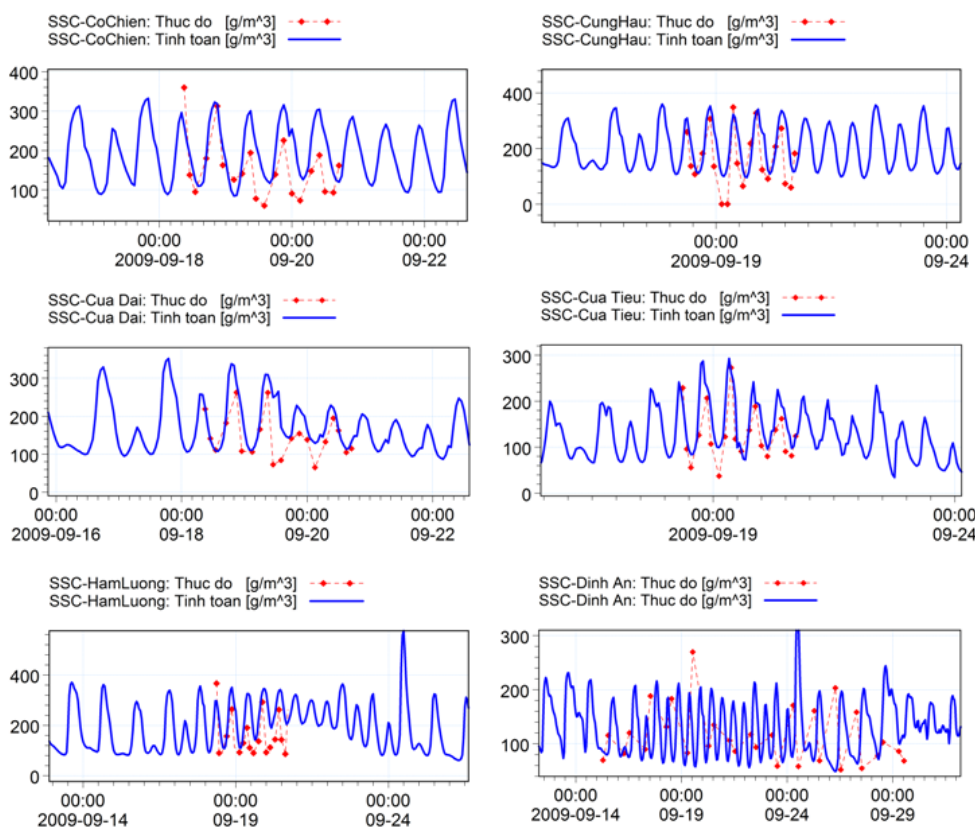 SSC-CoChien: Thuc do [g/m^3]
SSC-CoChien: Tinh toan [g/m^3]
400
300
200
100
00:00 00:00 00:00
2009-09-18 09-20 09-22
SSC-CungHau: Thuc do [g/m^3]
SSC-CungHau: Tinh toan [g/m^3]
400
200
0
00:00 00:00
2009-09-19 09-24
SSC-Cua Dai: Thuc do [g/m^3]
SSC-Cua Dai: Tinh toan [g/m^3]
300
200
100
0
00:00 00:00 00:00 00:00
2009-09-16 09-18 09-20 09-22
SSC-Cua Tieu: Thuc do [g/m^3]
SSC-Cua Tieu: Tinh toan [g/m^3]
300
200
100
0
00:00 00:00
2009-09-19 09-24
SSC-HamLuong: Thuc do [g/m^3]
SSC-HamLuong: Tinh toan [g/m^3]
400
200
0
00:00 00:00 00:00
2009-09-14 09-19 09-24
SSC-Dinh An: Thuc do [g/m^3]
SSC-Dinh An: Thuc do [g/m^3]
300
200
100
00:00 00:00 00:00 00:00
2009-09-14 09-19 09-24 09-29